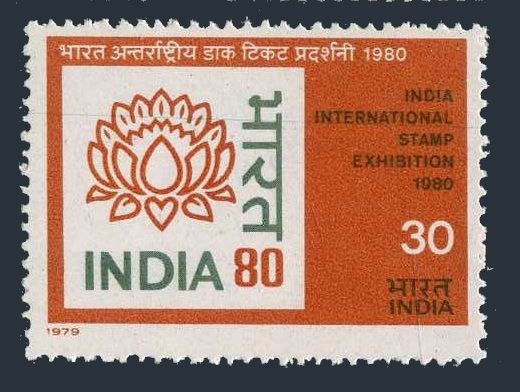 भारत अन्तर्राष्ट्रीय डाक टिकट प्रदर्शनी 1980
भारत
INDIA 80
INDIA
INTERNATIONAL
STAMP
EXHIBITION
1980
30
भारत
INDIA
1979